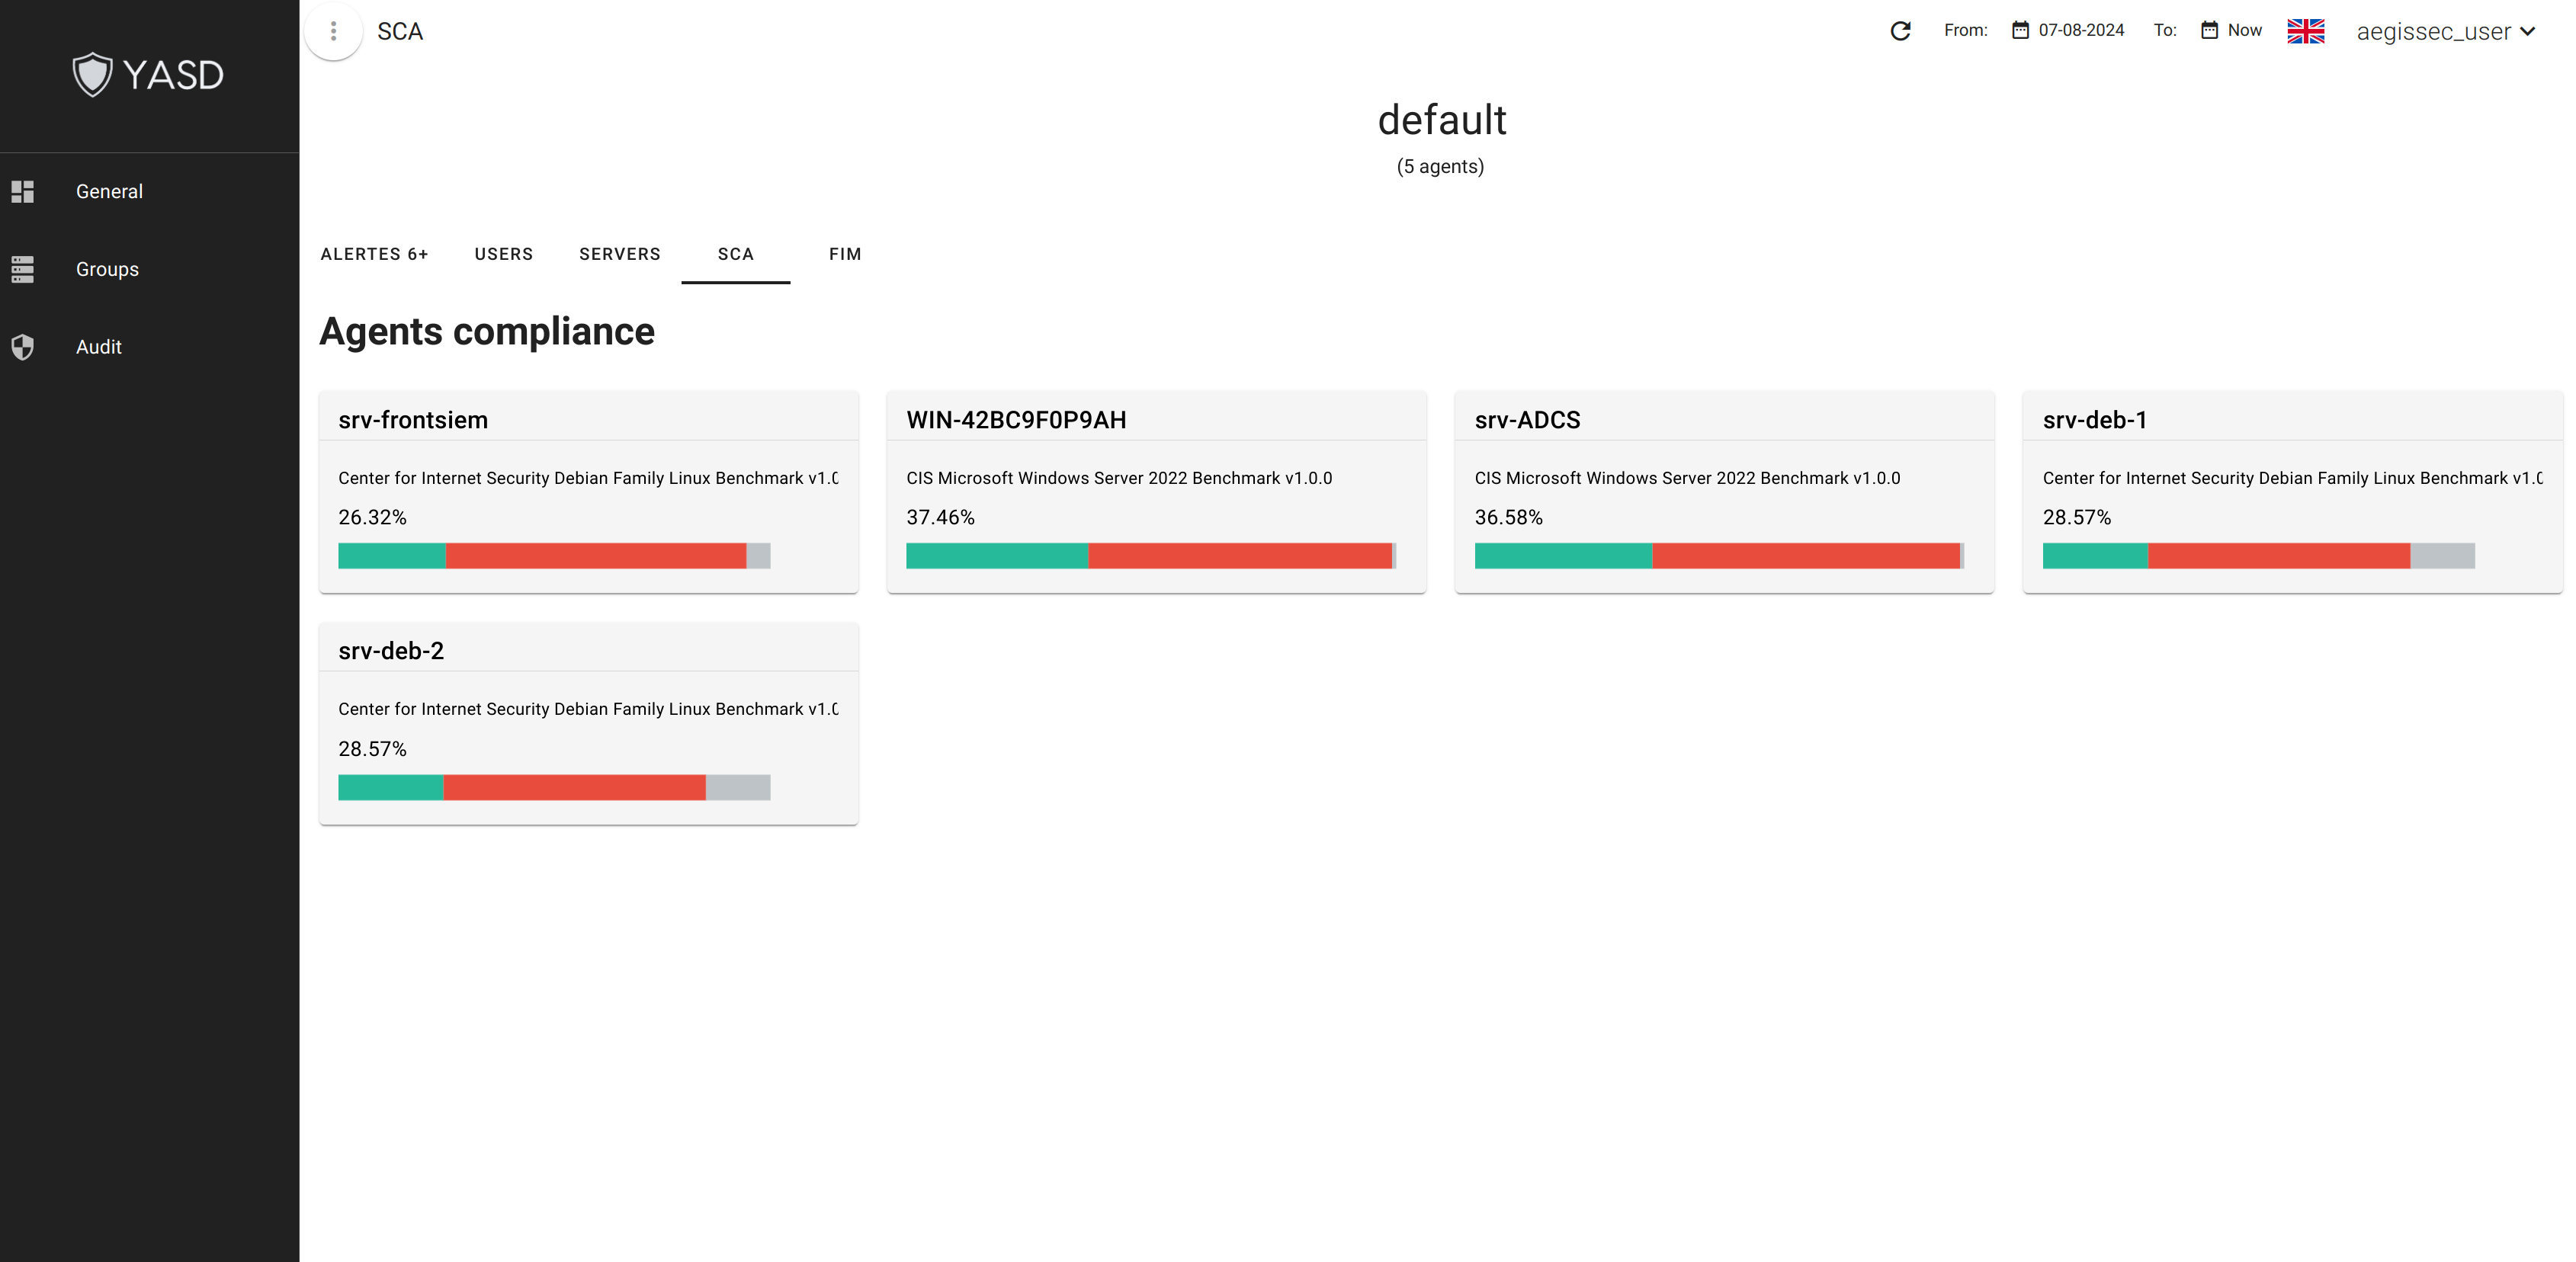 YASD
General
Groups
Audit
SCA
From: 07-08-2024 To: Now aegissec_user
default
(5 agents)
ALERTES 6+ USERS SERVERS SCA FIM
Agents compliance
srv-frontsiem
Center for Internet Security Debian Family Linux Benchmark v1.0
26.32%
WIN-42BC9F0P9AH
CIS Microsoft Windows Server 2022 Benchmark v1.0.0
37.46%
srv-ADCS
CIS Microsoft Windows Server 2022 Benchmark v1.0.0
36.58%
srv-deb-1
Center for Internet Security Debian Family Linux Benchmark v1.0
28.57%
srv-deb-2
Center for Internet Security Debian Family Linux Benchmark v1.0
28.57%